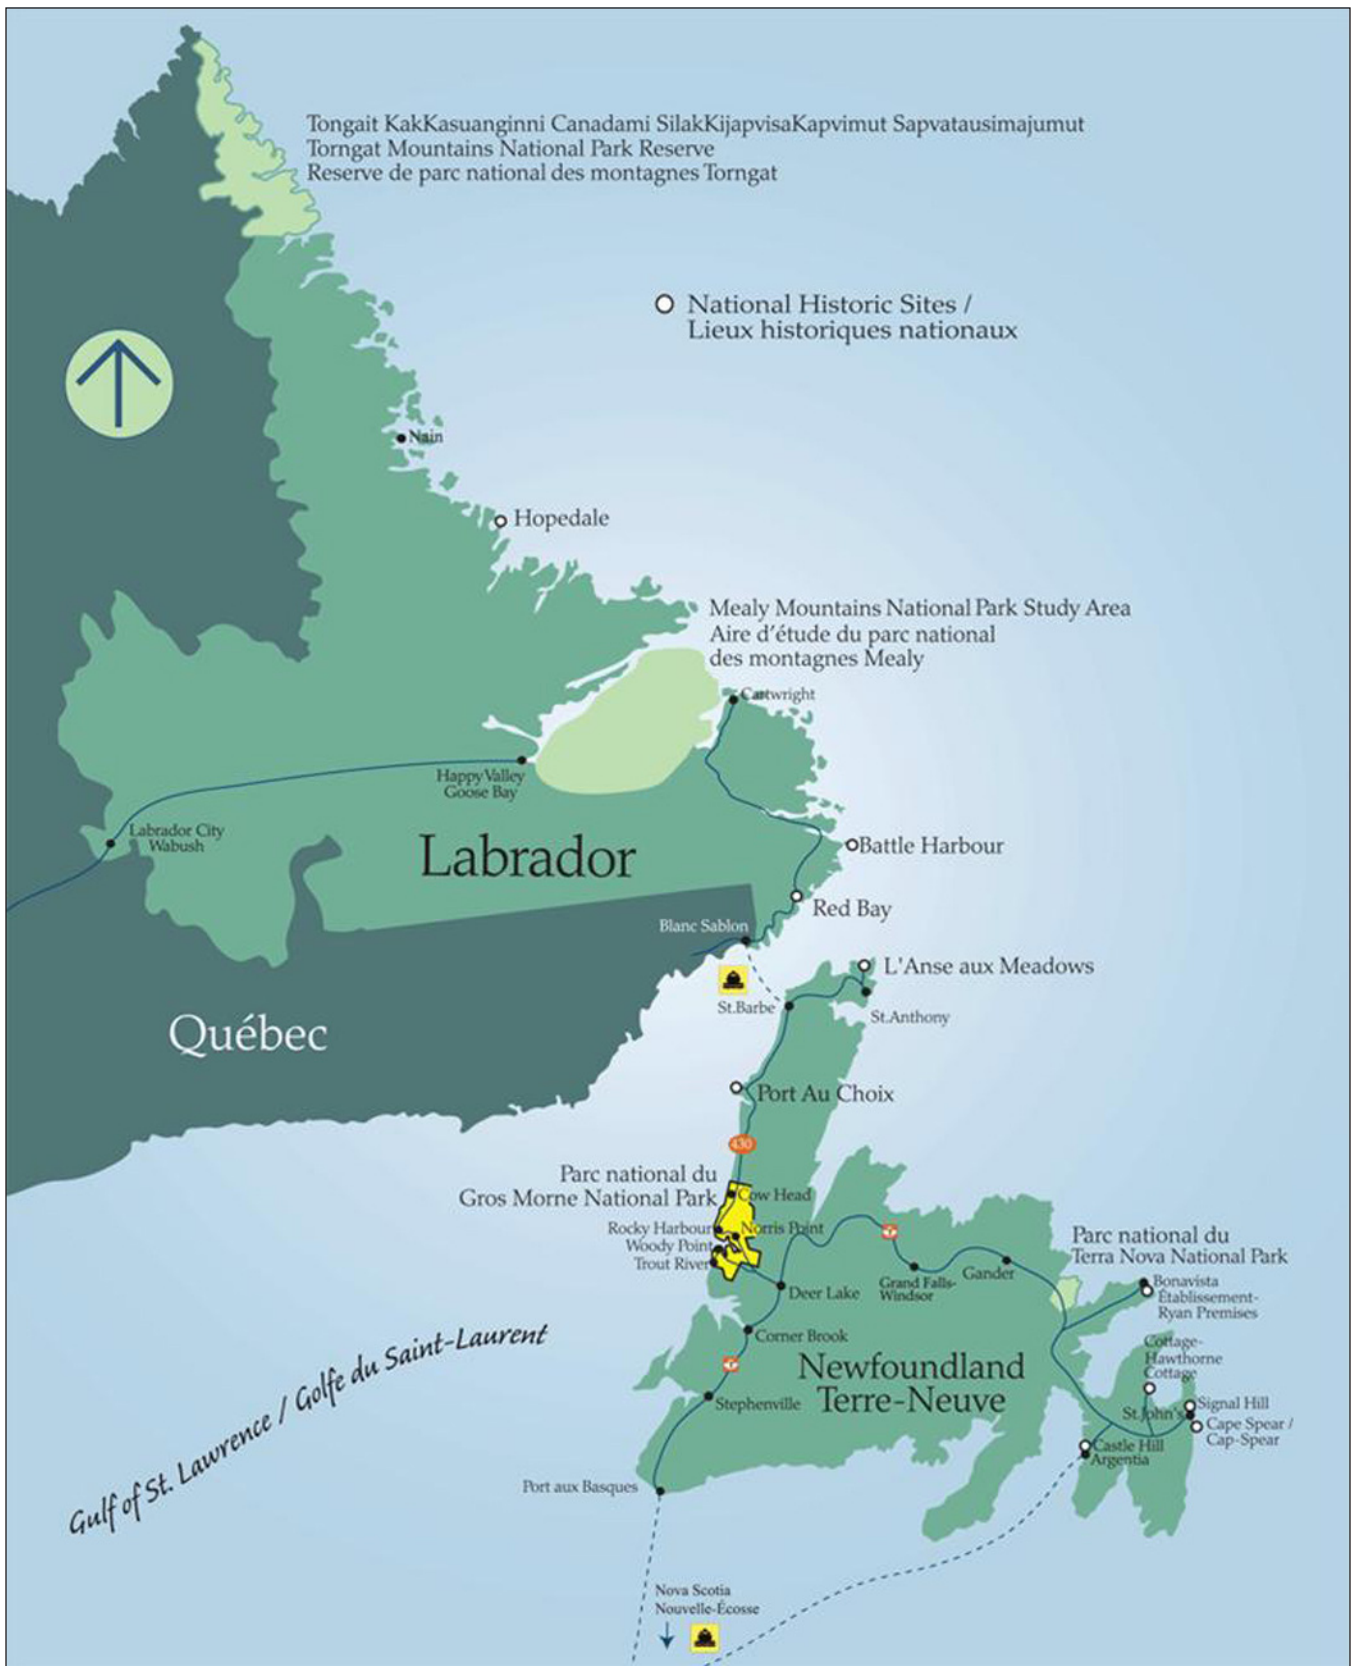 Tongait KakKasuanginni Canadami SilakKijapvisaKapvimut Sapvatausimajumut
Torngat Mountains National Park Reserve
Reserve de parc national des montagnes Torngat
National Historic Sites /
Lieux historiques nationaux
Nain
Hopedale
Mealy Mountains National Park Study Area
Aire d'étude du parc national
des montagnes Mealy
Cartwright
Happy Valley
Goose Bay
Labrador City
Wabush
Labrador
Battle Harbour
Red Bay
Blanc Sablon
L'Anse aux Meadows
St.Barbe
St.Anthony
Québec
Port Au Choix
430
Parc national du
Gros Morne National Park
Cow Head
Rocky Harbour
Norris Point
Woody Point
Trout River
Deer Lake
Grand Falls-
Windsor
Gander
Parc national du
Terra Nova National Park
Bonavista
Établissement-
Ryan Premises
Corner Brook
Cottage-
Hawthorne
Cottage
Newfoundland
Terre-Neuve
Stephenville
Signal Hill
St.John's
Cape Spear /
Cap-Spear
Castle Hill
Argentia
Gulf of St. Lawrence / Golfe du Saint-Laurent
Port aux Basques
Nova Scotia
Nouvelle-Écosse